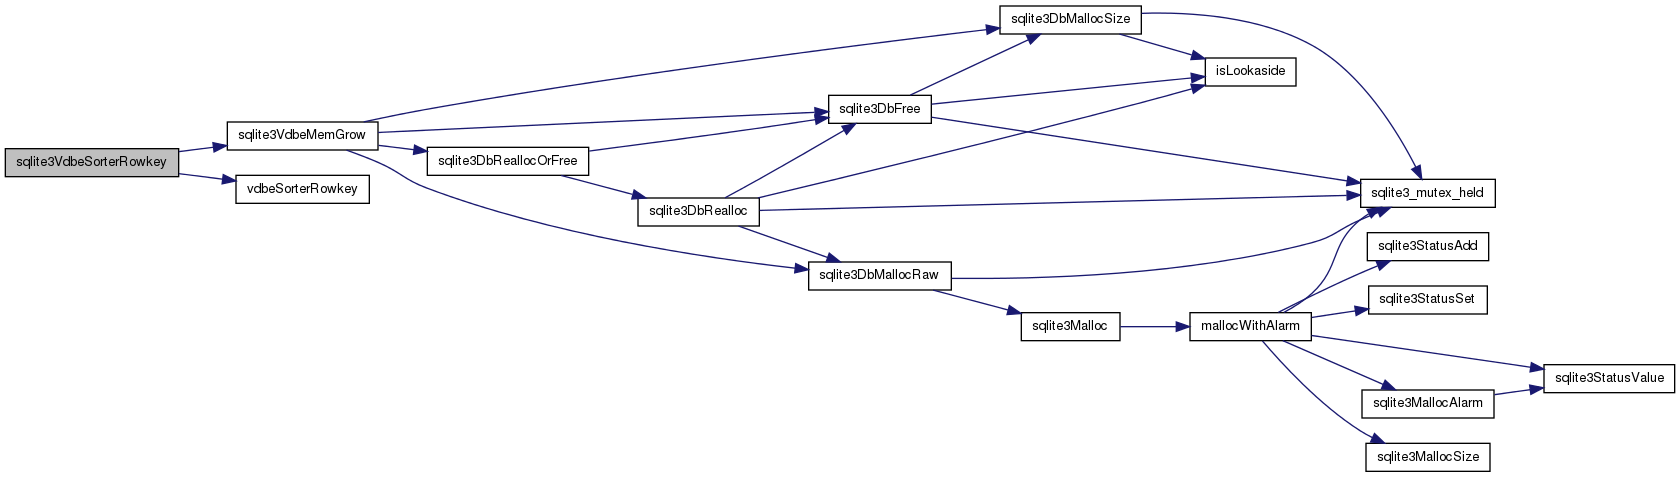 sqlite3VdbeSorterRowkey
sqlite3VdbeMemGrow
vdbeSorterRowkey
sqlite3DbReallocOrFree
sqlite3DbRealloc
sqlite3DbFree
sqlite3DbMallocRaw
sqlite3DbMallocSize
isLookaside
sqlite3Malloc
mallocWithAlarm
sqlite3_mutex_held
sqlite3StatusAdd
sqlite3StatusSet
sqlite3MallocAlarm
sqlite3MallocSize
sqlite3StatusValue